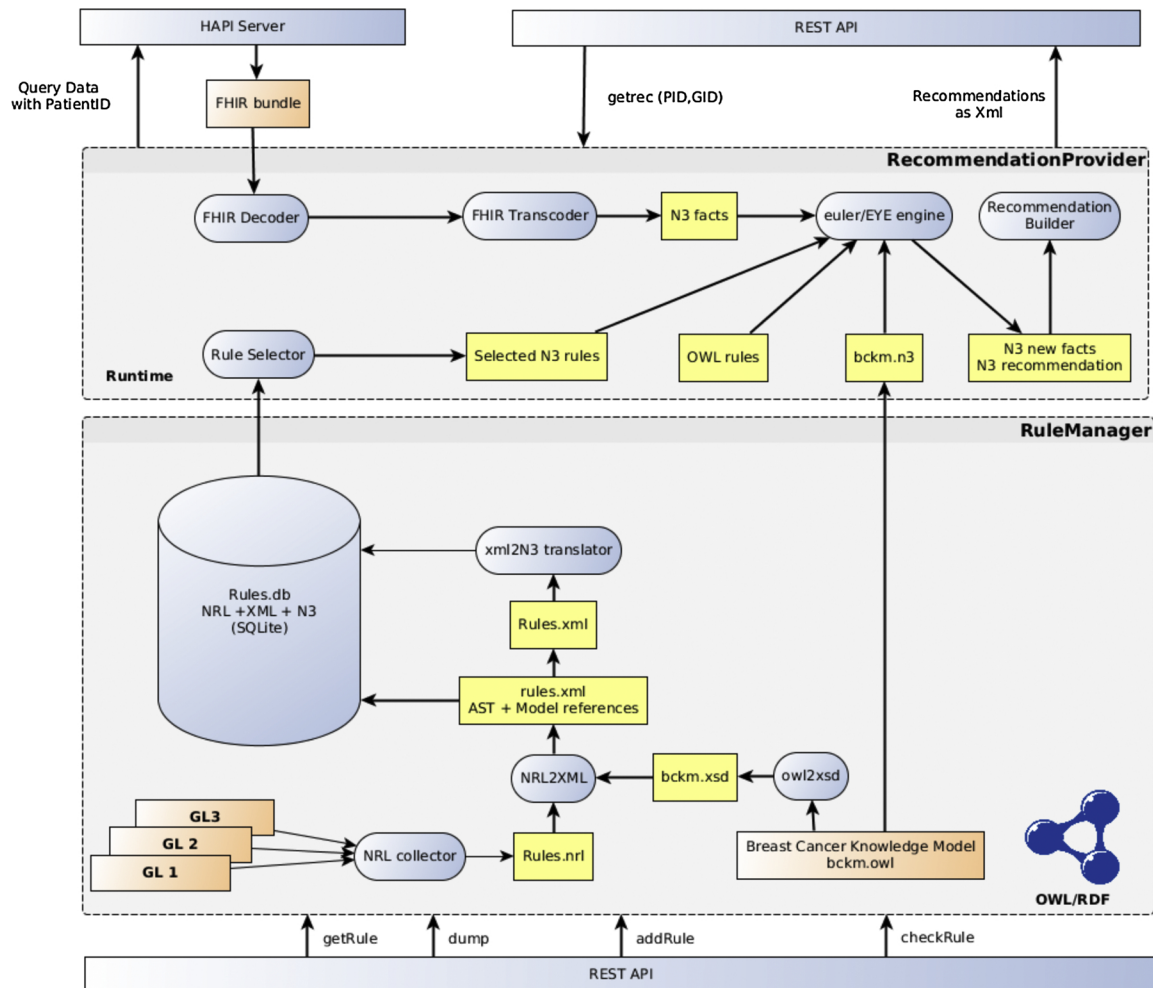 HAPI Server
REST API
Query Data
with PatientID
FHIR bundle
getrec (PID,GID)
Recommendations
as Xml
RecommendationProvider
FHIR Decoder
FHIR Transcoder
N3 facts
euler/EYE engine
Recommendation
Builder
Rule Selector
Selected N3 rules
OWL rules
bckm.n3
N3 new facts
N3 recommendation
Runtime
RuleManager
xml2N3 translator
Rules.db
NRL +XML + N3
(SQLite)
Rules.xml
rules.xml
AST + Model references
NRL2XML
bckm.xsd
owl2xsd
GL3
GL 2
GL 1
NRL collector
Rules.nrl
Breast Cancer Knowledge Model
bckm.owl
OWL/RDF
getRule
dump
addRule
checkRule
REST API